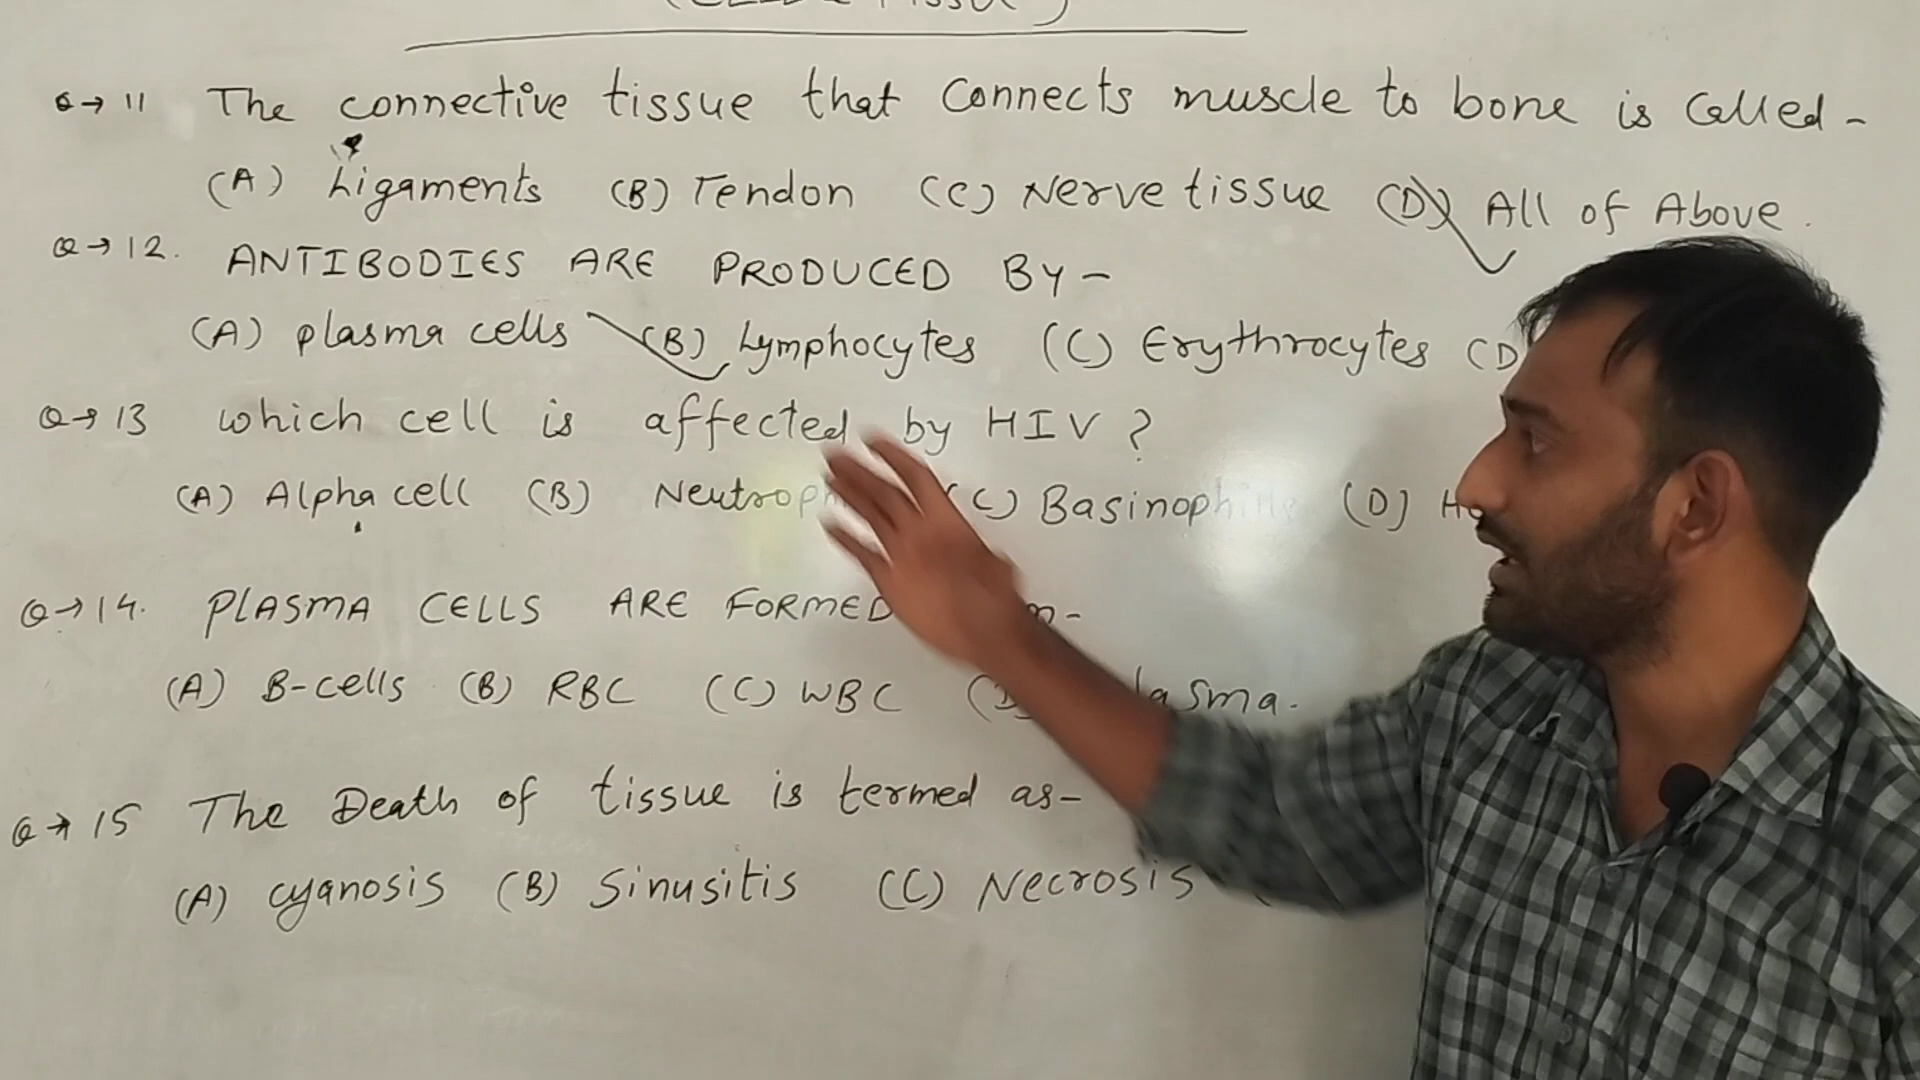 Q→ 11 The connective tissue that connects muscle to bone is called -
(A) Ligaments (B) Tendon (C) Nerve tissue (D) All of Above.
Q→ 12. ANTIBODIES ARE PRODUCED BY -
(A) plasma cells (B) Lymphocytes (C) Erythrocytes (D
Q→ 13 which cell is affected by HIV ?
(A) Alpha cell (B) (C) Basinophils (D)
Q→ 14. PLASMA CELLS ARE FORMED
(A) B-cells (B) RBC (C) WBC
Q→ 15 The Death of tissue is termed as-
(A) cyanosis (B) Sinusitis (C) Necrosis